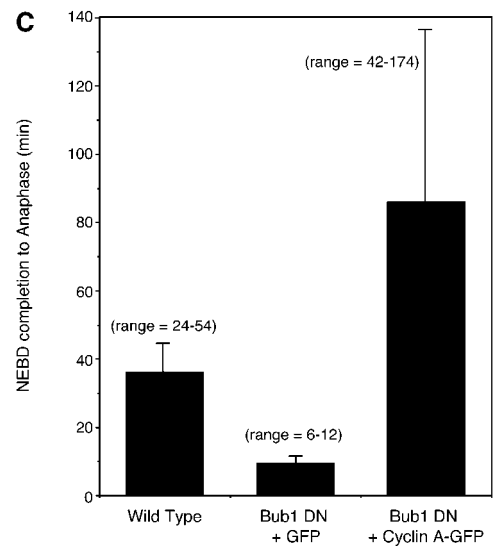 C
NEBD completion to Anaphase (min)
140
120
100
80
60
40
20
0
(range = 42-174)
(range = 24-54)
(range = 6-12)
Wild Type
Bub1 DN
+ GFP
Bub1 DN
+ Cyclin A-GFP